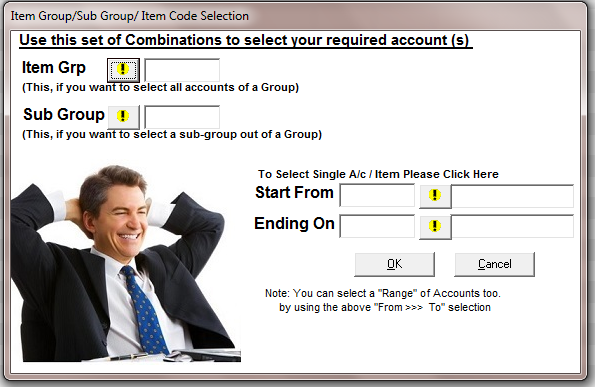 Item Group/Sub Group/ Item Code Selection
Use this set of Combinations to select your required account (s)
Item Grp !
(This, if you want to select all accounts of a Group)
Sub Group !
(This, if you want to select a sub-group out of a Group)
To Select Single A/c / Item Please Click Here
Start From !
Ending On !
OK Cancel
Note: You can select a "Range" of Accounts too.
by using the above "From >>> To" selection